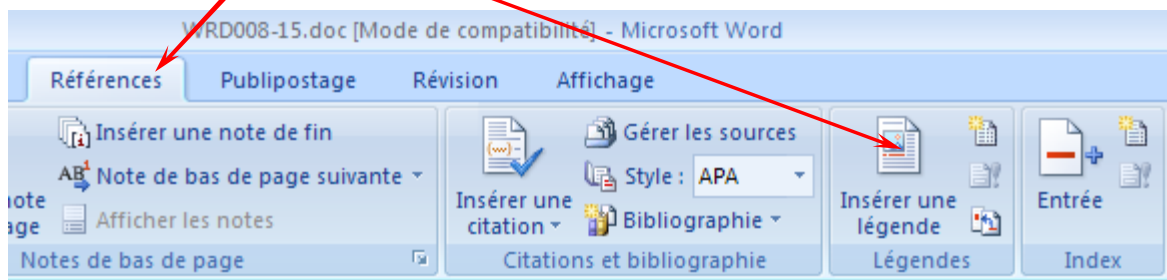 WRD008-15.doc [Mode de compatibilité] - Microsoft Word
Références Publipostage Révision Affichage
Insérer une note de fin
Note de bas de page suivante
Afficher les notes
Notes de bas de page
Insérer une
citation
Gérer les sources
Style : APA
Bibliographie
Citations et bibliographie
Insérer une
légende
Légendes
Entrée
Index